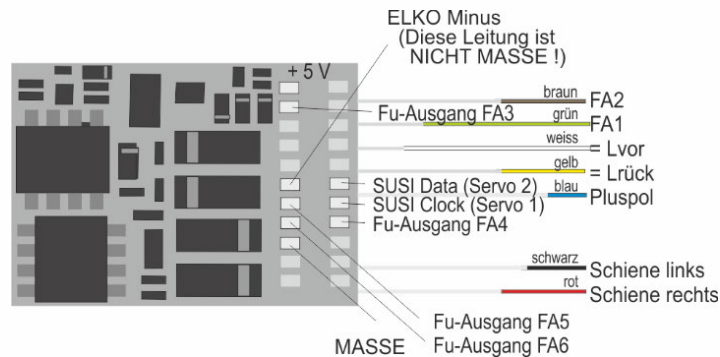 ELKO Minus
(Diese Leitung ist
NICHT MASSE !)
+ 5 V
braun
FA2
Fu-Ausgang FA3
grün
FA1
weiss
= Lvor
gelb
= Lrück
SUSI Data (Servo 2)
blau
Pluspol
SUSI Clock (Servo 1)
Fu-Ausgang FA4
schwarz
Schiene links
rot
Schiene rechts
Fu-Ausgang FA5
MASSE
Fu-Ausgang FA6